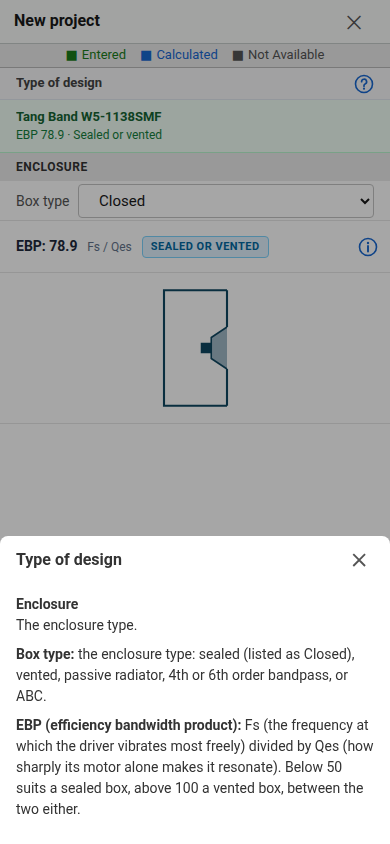 New project
Entered Calculated Not Available
Type of design
Tang Band W5-1138SMF
EBP 78.9 · Sealed or vented
ENCLOSURE
Box type Closed
EBP: 78.9 Fs / Qes SEALED OR VENTED
Type of design
Enclosure
The enclosure type.
Box type: the enclosure type: sealed (listed as Closed),
vented, passive radiator, 4th or 6th order bandpass, or
ABC.
EBP (efficiency bandwidth product): Fs (the frequency at
which the driver vibrates most freely) divided by Qes (how
sharply its motor alone makes it resonate). Below 50
suits a sealed box, above 100 a vented box, between the
two either.